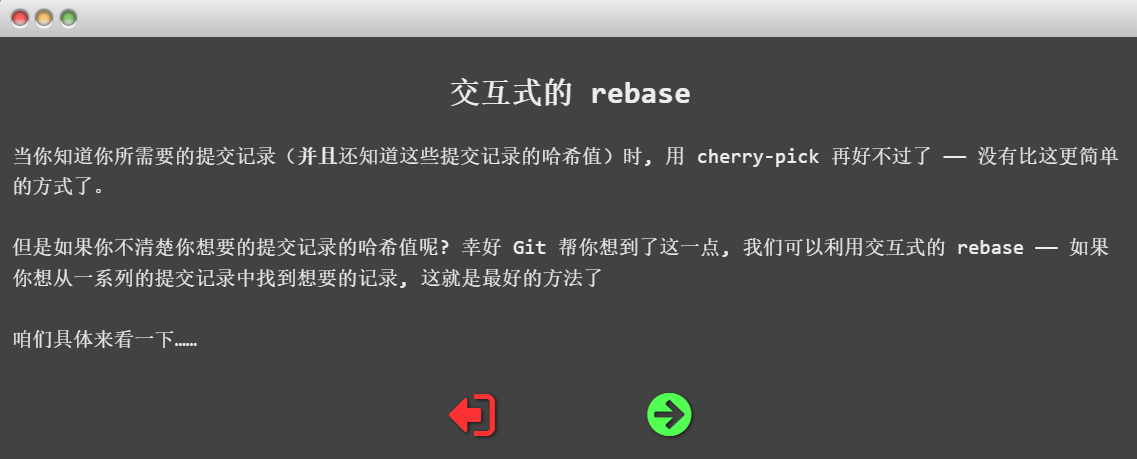 交互式的 rebase
当你知道你所需要的提交记录（并且还知道这些提交记录的哈希值）时, 用 cherry-pick 再好不过了 —— 没有比这更简单
的方式了。
但是如果你不清楚你想要的提交记录的哈希值呢? 幸好 Git 帮你想到了这一点, 我们可以利用交互式的 rebase —— 如果
你想从一系列的提交记录中找到想要的记录, 这就是最好的方法了
咱们具体来看一下……